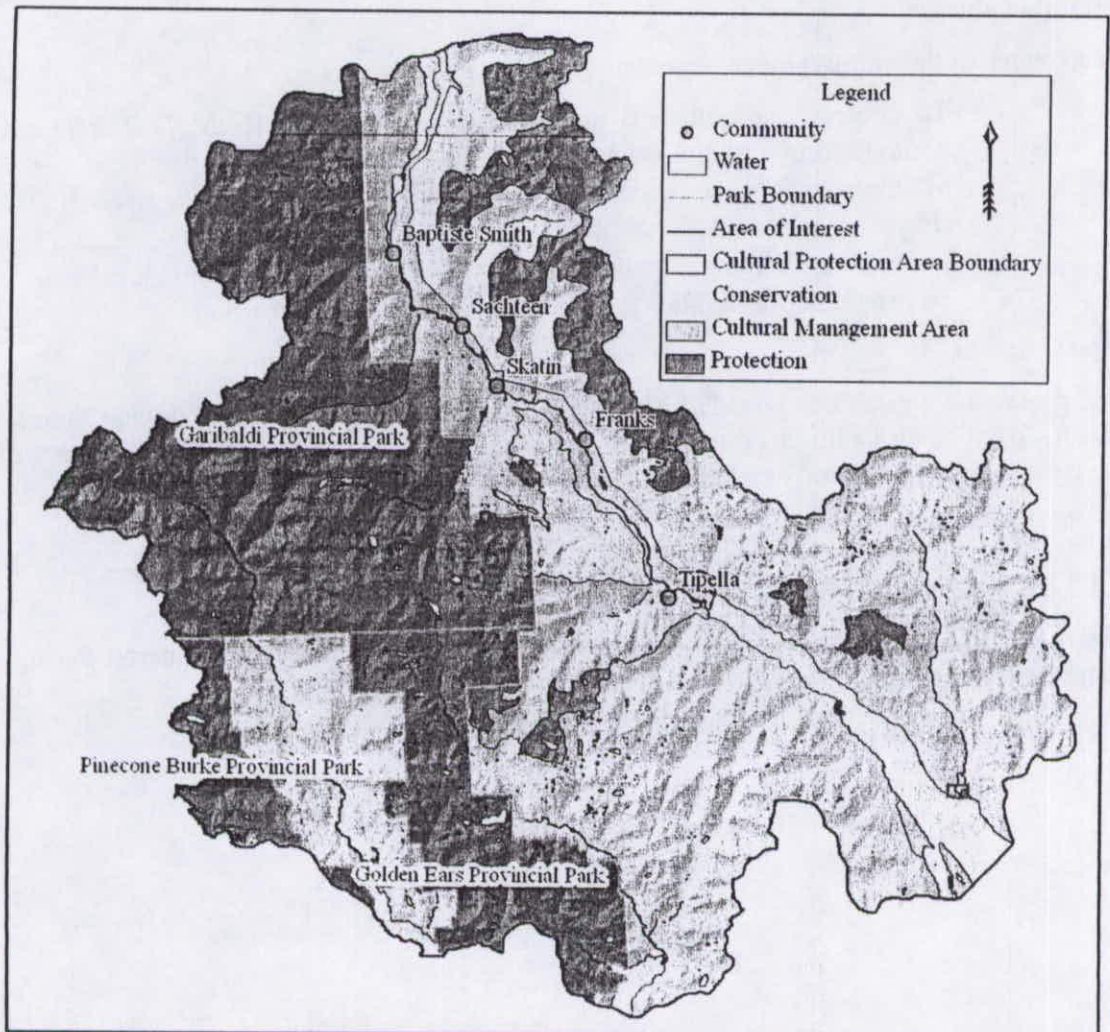 Legend
Community
Water
Park Boundary
Area of Interest
Cultural Protection Area Boundary
Conservation
Cultural Management Area
Protection
Baptiste Smith
Sachteen
Skatin
Franks
Garibaldi Provincial Park
Tipella
Pinecone Burke Provincial Park
Golden Ears Provincial Park